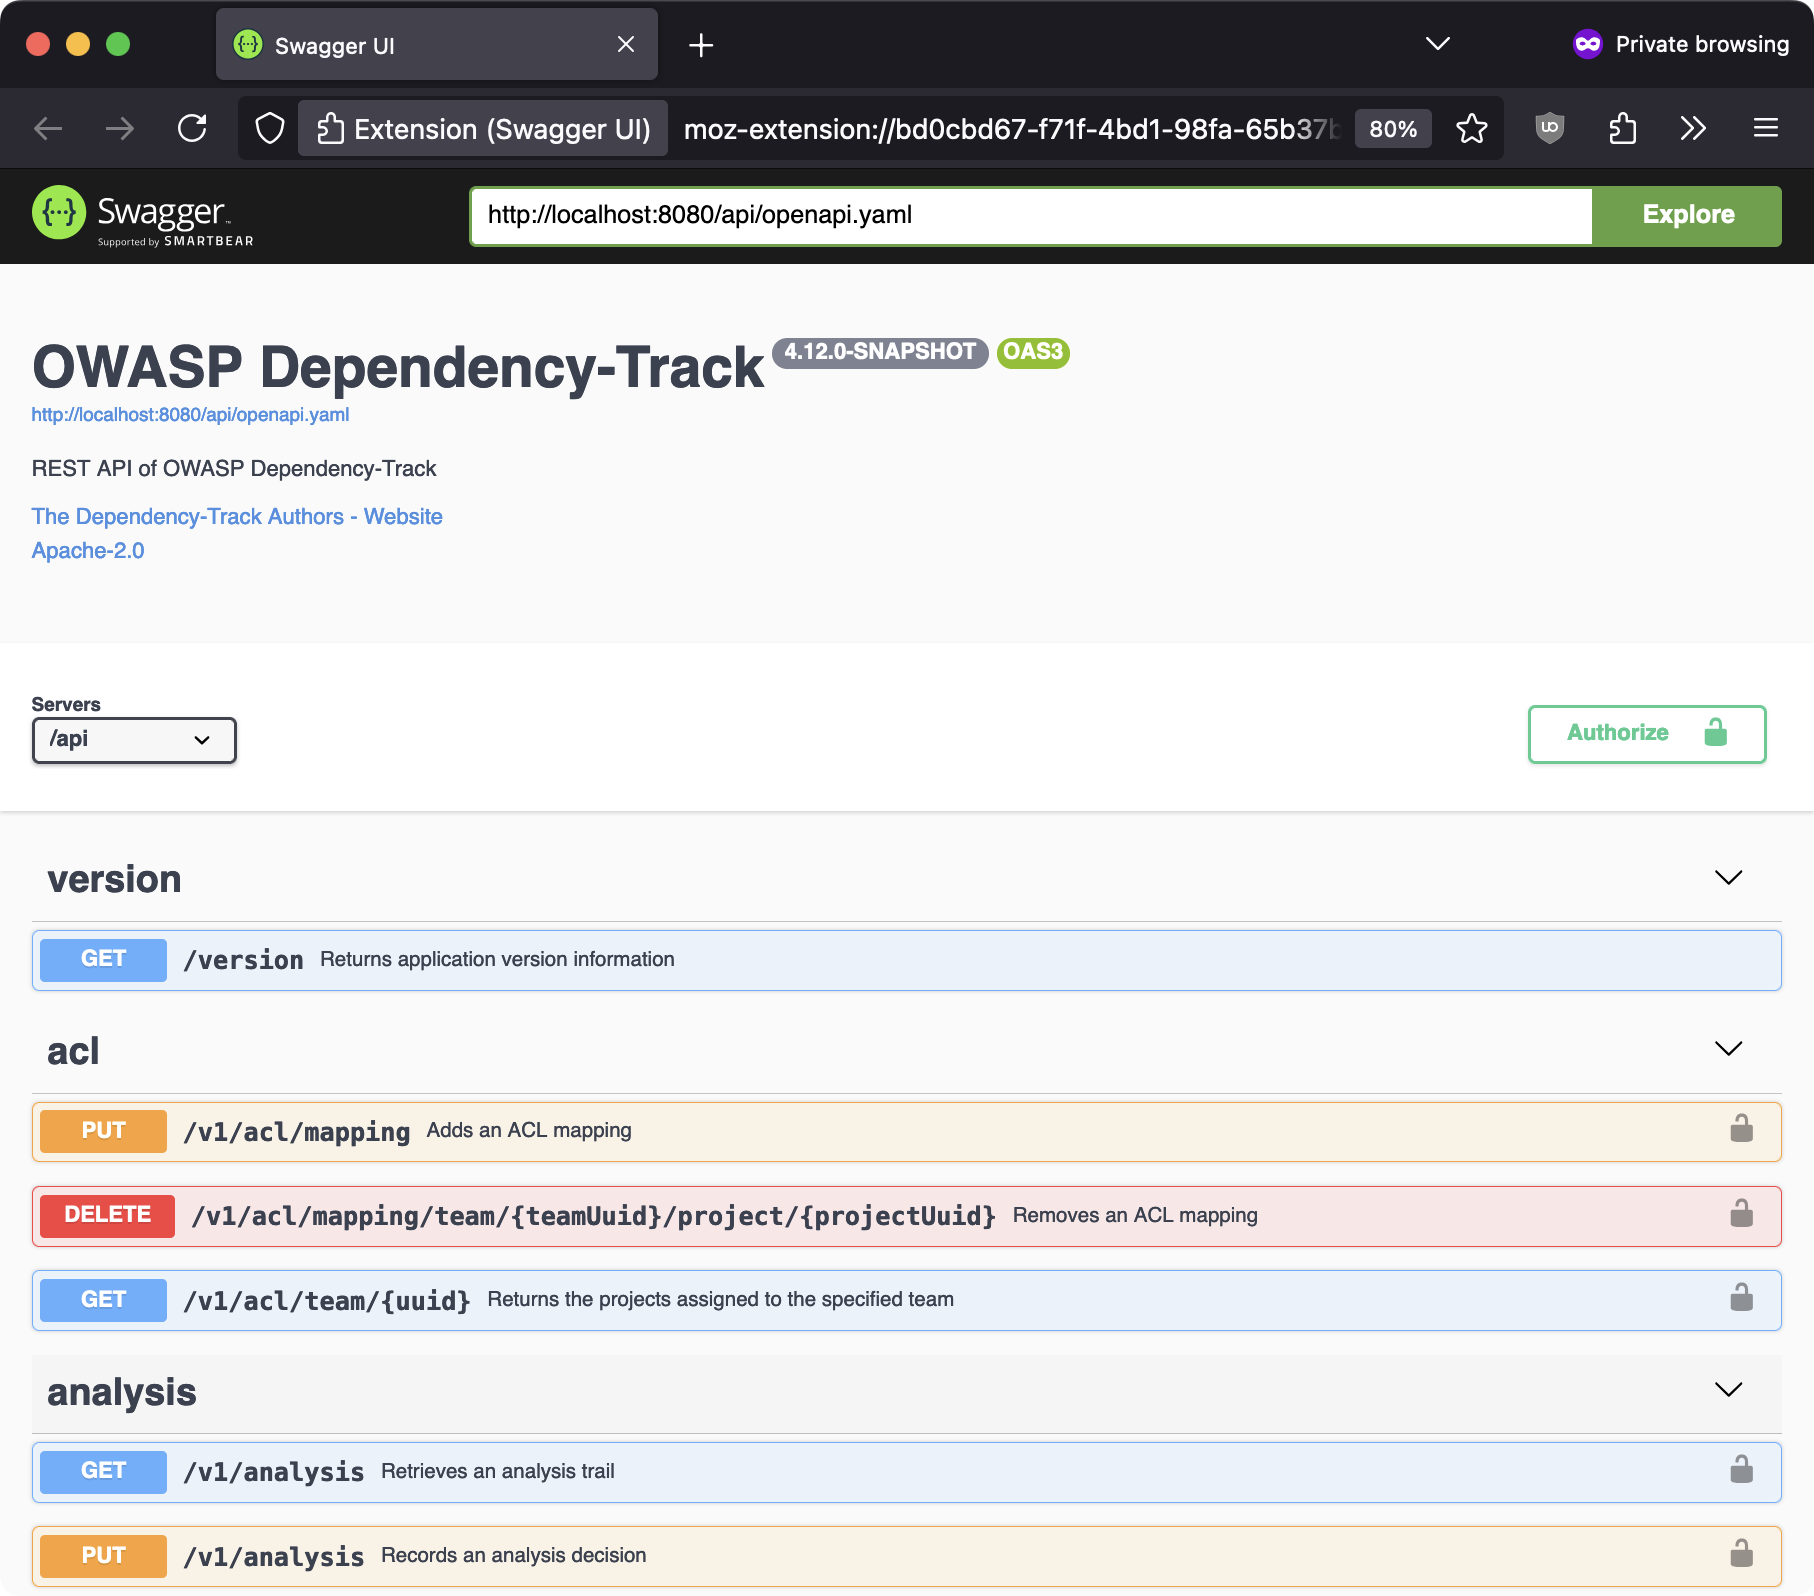 Swagger UI
Private browsing
Extension (Swagger UI) moz-extension://bd0cbd67-f71f-4bd1-98fa-65b37b 80%
Swagger™
Supported by SMARTBEAR
http://localhost:8080/api/openapi.yaml
Explore
OWASP Dependency-Track 4.12.0-SNAPSHOT OAS3
http://localhost:8080/api/openapi.yaml
REST API of OWASP Dependency-Track
The Dependency-Track Authors - Website
Apache-2.0
Servers
/api
Authorize
version
GET /version Returns application version information
acl
PUT /v1/acl/mapping Adds an ACL mapping
DELETE /v1/acl/mapping/team/{teamUuid}/project/{projectUuid} Removes an ACL mapping
GET /v1/acl/team/{uuid} Returns the projects assigned to the specified team
analysis
GET /v1/analysis Retrieves an analysis trail
PUT /v1/analysis Records an analysis decision